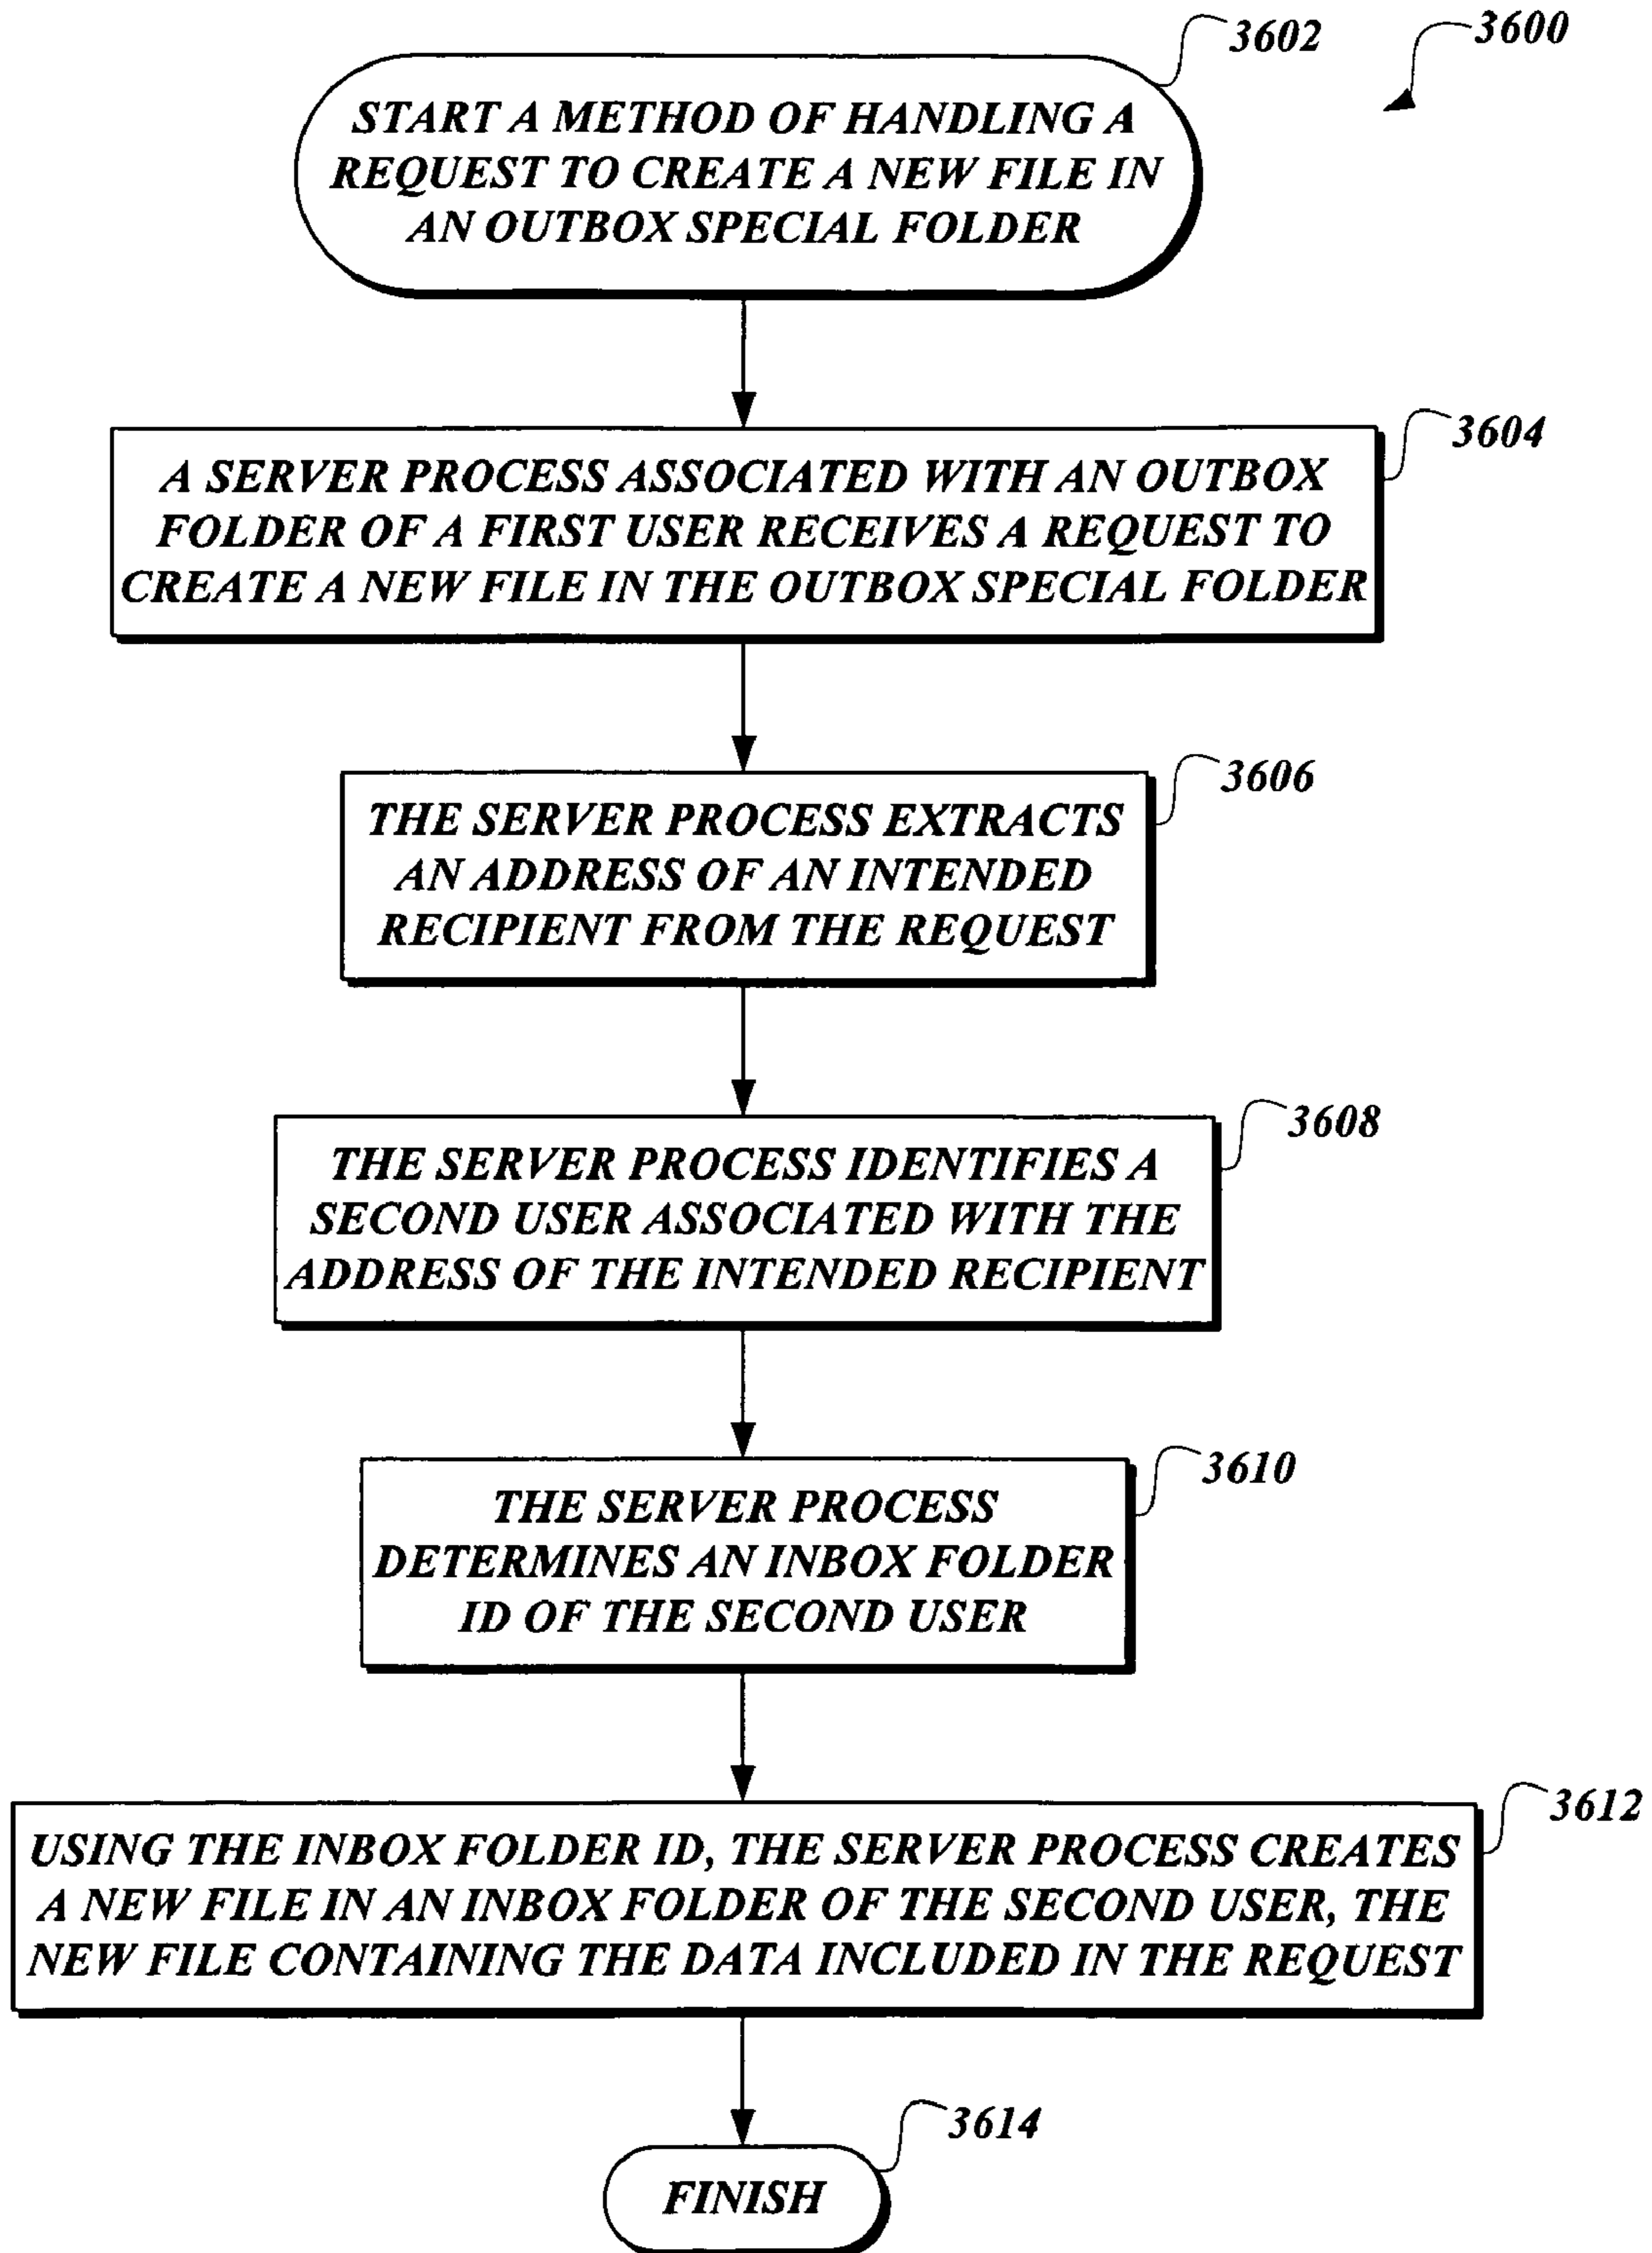 3602
3600
START A METHOD OF HANDLING A
REQUEST TO CREATE A NEW FILE IN
AN OUTBOX SPECIAL FOLDER
3604
A SERVER PROCESS ASSOCIATED WITH AN OUTBOX
FOLDER OF A FIRST USER RECEIVES A REQUEST TO
CREATE A NEW FILE IN THE OUTBOX SPECIAL FOLDER
3606
THE SERVER PROCESS EXTRACTS
AN ADDRESS OF AN INTENDED
RECIPIENT FROM THE REQUEST
3608
THE SERVER PROCESS IDENTIFIES A
SECOND USER ASSOCIATED WITH THE
ADDRESS OF THE INTENDED RECIPIENT
3610
THE SERVER PROCESS
DETERMINES AN INBOX FOLDER
ID OF THE SECOND USER
3612
USING THE INBOX FOLDER ID, THE SERVER PROCESS CREATES
A NEW FILE IN AN INBOX FOLDER OF THE SECOND USER, THE
NEW FILE CONTAINING THE DATA INCLUDED IN THE REQUEST
3614
FINISH